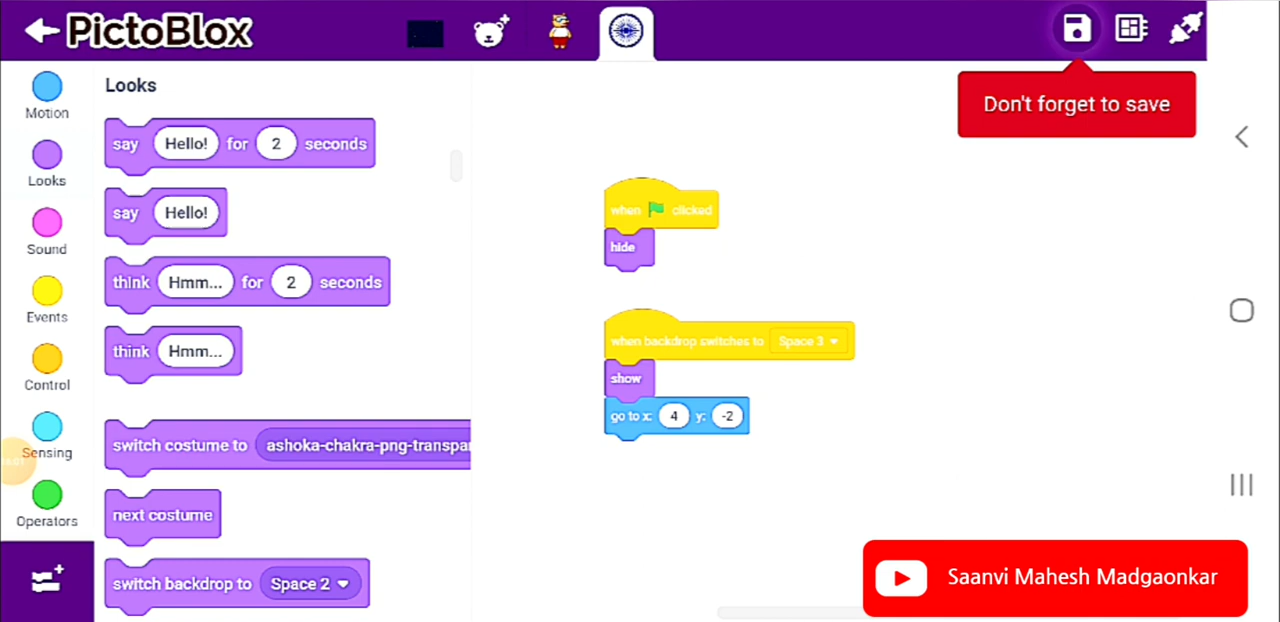 PictoBlox
Don't forget to save
Motion
Looks
Sound
Events
Control
Sensing
Operators
Looks
say Hello! for 2 seconds
say Hello!
think Hmm... for 2 seconds
think Hmm...
switch costume to ashoka-chakra-png-transpar
next costume
switch backdrop to Space 2
when clicked
hide
when backdrop switches to Space 3
show
go to x: 4 y: -2
Saanvi Mahesh Madgaonkar